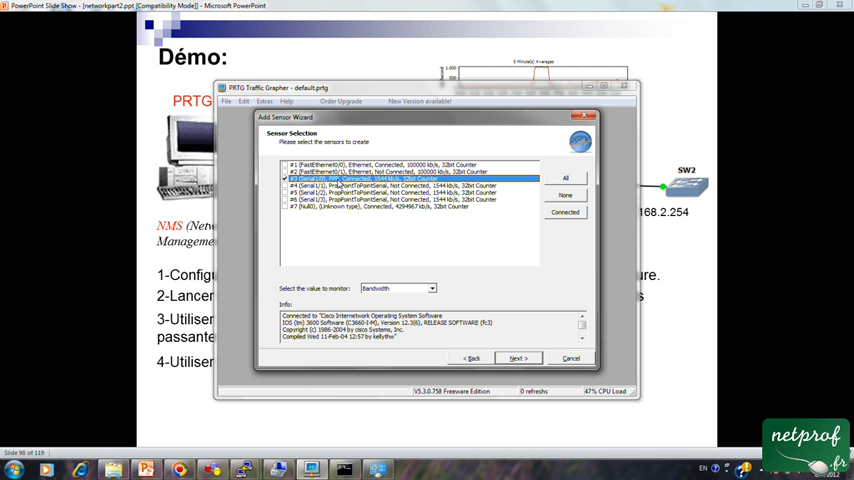 PowerPoint Slide Show - [networkpart2.ppt [Compatibility Mode]] - Microsoft PowerPoint
Démo:
5 Minute(s) Averages
1.000
500
PRTG
PRTG Traffic Grapher - default.prtg
File Edit Extras Help Order Upgrade New Version available!
Add Sensor Wizard
Sensor Selection
Please select the sensors to create
#1 (FastEthernet0/0), Ethernet, Connected, 100000 kb/s, 32bit Counter
#2 (FastEthernet0/1), Ethernet, Not Connected, 100000 kb/s, 32bit Counter
#3 (Serial1/0), PPP, Connected, 1544 kb/s, 32bit Counter
#4 (Serial1/1), PropPointToPointSerial, Not Connected, 1544 kb/s, 32bit Counter
#5 (Serial1/2), PropPointToPointSerial, Not Connected, 1544 kb/s, 32bit Counter
#6 (Serial1/3), PropPointToPointSerial, Not Connected, 1544 kb/s, 32bit Counter
#7 (Null0), (Unknown type), Connected, 4294967 kb/s, 32bit Counter
All
None
Connected
SW2
168.2.254
NMS (Netw
Management
Select the value to monitor: Bandwidth
Info:
Connected to "Cisco Internetwork Operating System Software
IOS (tm) 3600 Software (C3660-I-M), Version 12.3(6), RELEASE SOFTWARE (fc3)
Copyright (c) 1986-2004 by cisco Systems, Inc.
Compiled Wed 11-Feb-04 12:57 by kellythw"
< Back Next > Cancel
1-Configu
re.
2-Lancer
s
3-Utiliser
passante
4-Utiliser
V5.3.0.758 Freeware Edition 0 refreshs 47% CPU Load
Slide 98 of 119
EN
2012
netprof
.fr